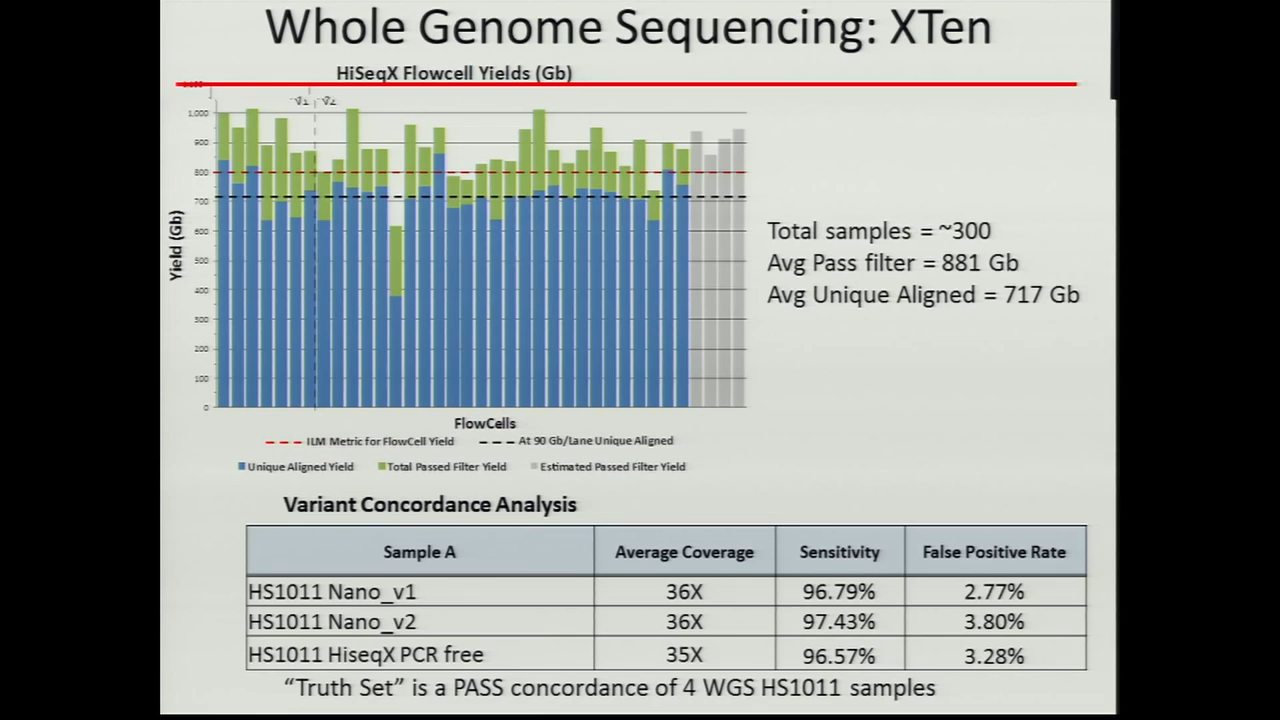 Whole Genome Sequencing: XTen
HiSeqX Flowcell Yields (Gb)
V1 V2
1,000
900
800
700
600
500
400
300
200
100
0
Yield (Gb)
FlowCells
ILM Metric for FlowCell Yield At 90 Gb/Lane Unique Aligned
Unique Aligned Yield Total Passed Filter Yield Estimated Passed Filter Yield
Total samples = ~300
Avg Pass filter = 881 Gb
Avg Unique Aligned = 717 Gb
Variant Concordance Analysis
Sample A Average Coverage Sensitivity False Positive Rate
HS1011 Nano_v1 36X 96.79% 2.77%
HS1011 Nano_v2 36X 97.43% 3.80%
HS1011 HiseqX PCR free 35X 96.57% 3.28%
“Truth Set” is a PASS concordance of 4 WGS HS1011 samples